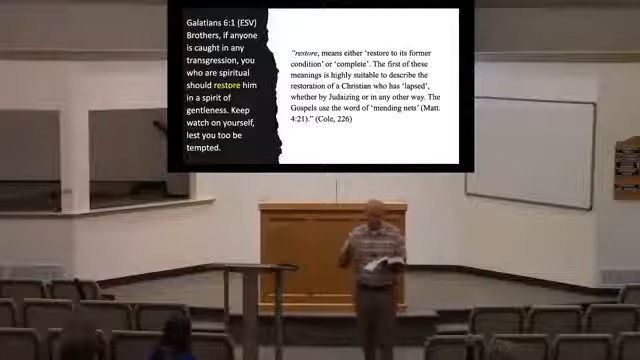 Galatians 6:1 (ESV)
Brothers, if anyone
is caught in any
transgression, you
who are spiritual
should restore him
in a spirit of
gentleness. Keep
watch on yourself,
lest you too be
tempted.
"restore, means either ‘restore to its former
condition’ or ‘complete’. The first of these
meanings is highly suitable to describe the
restoration of a Christian who has ‘lapsed’,
whether by Judaizing or in any other way. The
Gospels use the word of ‘mending nets’ (Matt.
4:21)." (Cole, 226)